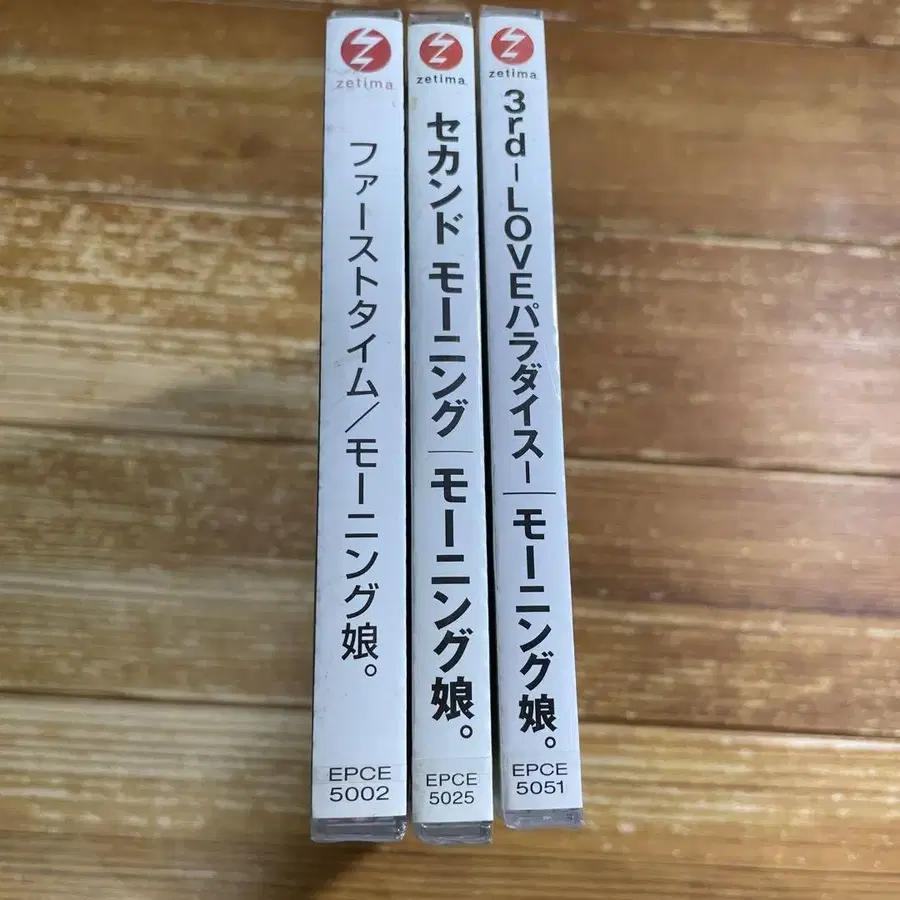 zetima
ファーストタイム/モーニング娘。
EPCE
5002
zetima
セカンド モーニング|モーニング娘。
EPCE
5025
zetima
3rd-LOVEパラダイス-|モーニング娘。
EPCE
5051